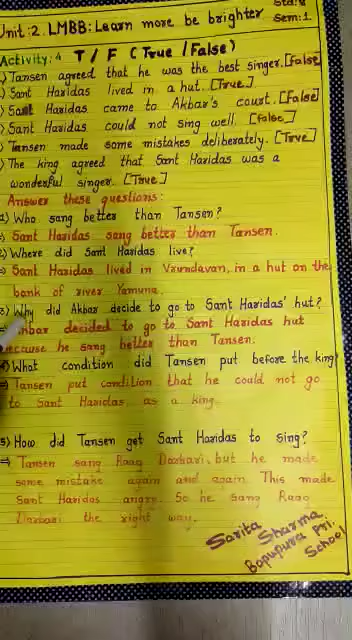 Unit:2. LMBB: Learn more be brighter Sem:1.
Activity: 4 T / F (True / False)
Tansen agreed that he was the best singer. [False]
Sant Haridas lived in a hut. [True]
Sant Haridas came to Akbar's court. [False]
Sant Haridas could not sing well. [False]
Tansen made some mistakes deliberately. [True]
The king agreed that Sant Haridas was a
wonderful singer. [True]
Answer these questions:
1) Who sang better than Tansen?
⇒ Sant Haridas sang better than Tansen.
2) Where did Sant Haridas live?
⇒ Sant Haridas lived in Vrundavan, in a hut on the
bank of river Yamuna.
3) Why did Akbar decide to go to Sant Haridas' hut?
Akbar decided to go to Sant Haridas hut
because he sang better than Tansen.
4) What condition did Tansen put before the king
⇒ Tansen put condition that he could not go
to Sant Haridas as a king.
5) How did Tansen get Sant Haridas to sing?
⇒ Tansen sang Raag Darbari, but he made
some mistake again and again. This made
Sant Haridas angry. So he sang Raag
Darbari the right way.
Sarita Sharma.
Bopupura Pri.
School